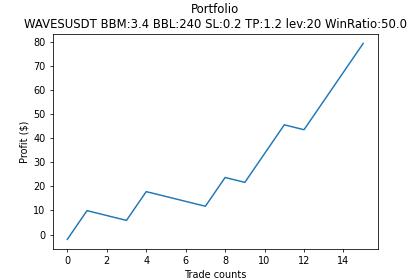 Portfolio
WAVESUSDT BBM:3.4 BBL:240 SL:0.2 TP:1.2 lev:20 WinRatio:50.0
80
70
60
50
40
30
20
10
0
Profit ($)
0 2 4 6 8 10 12 14
Trade counts